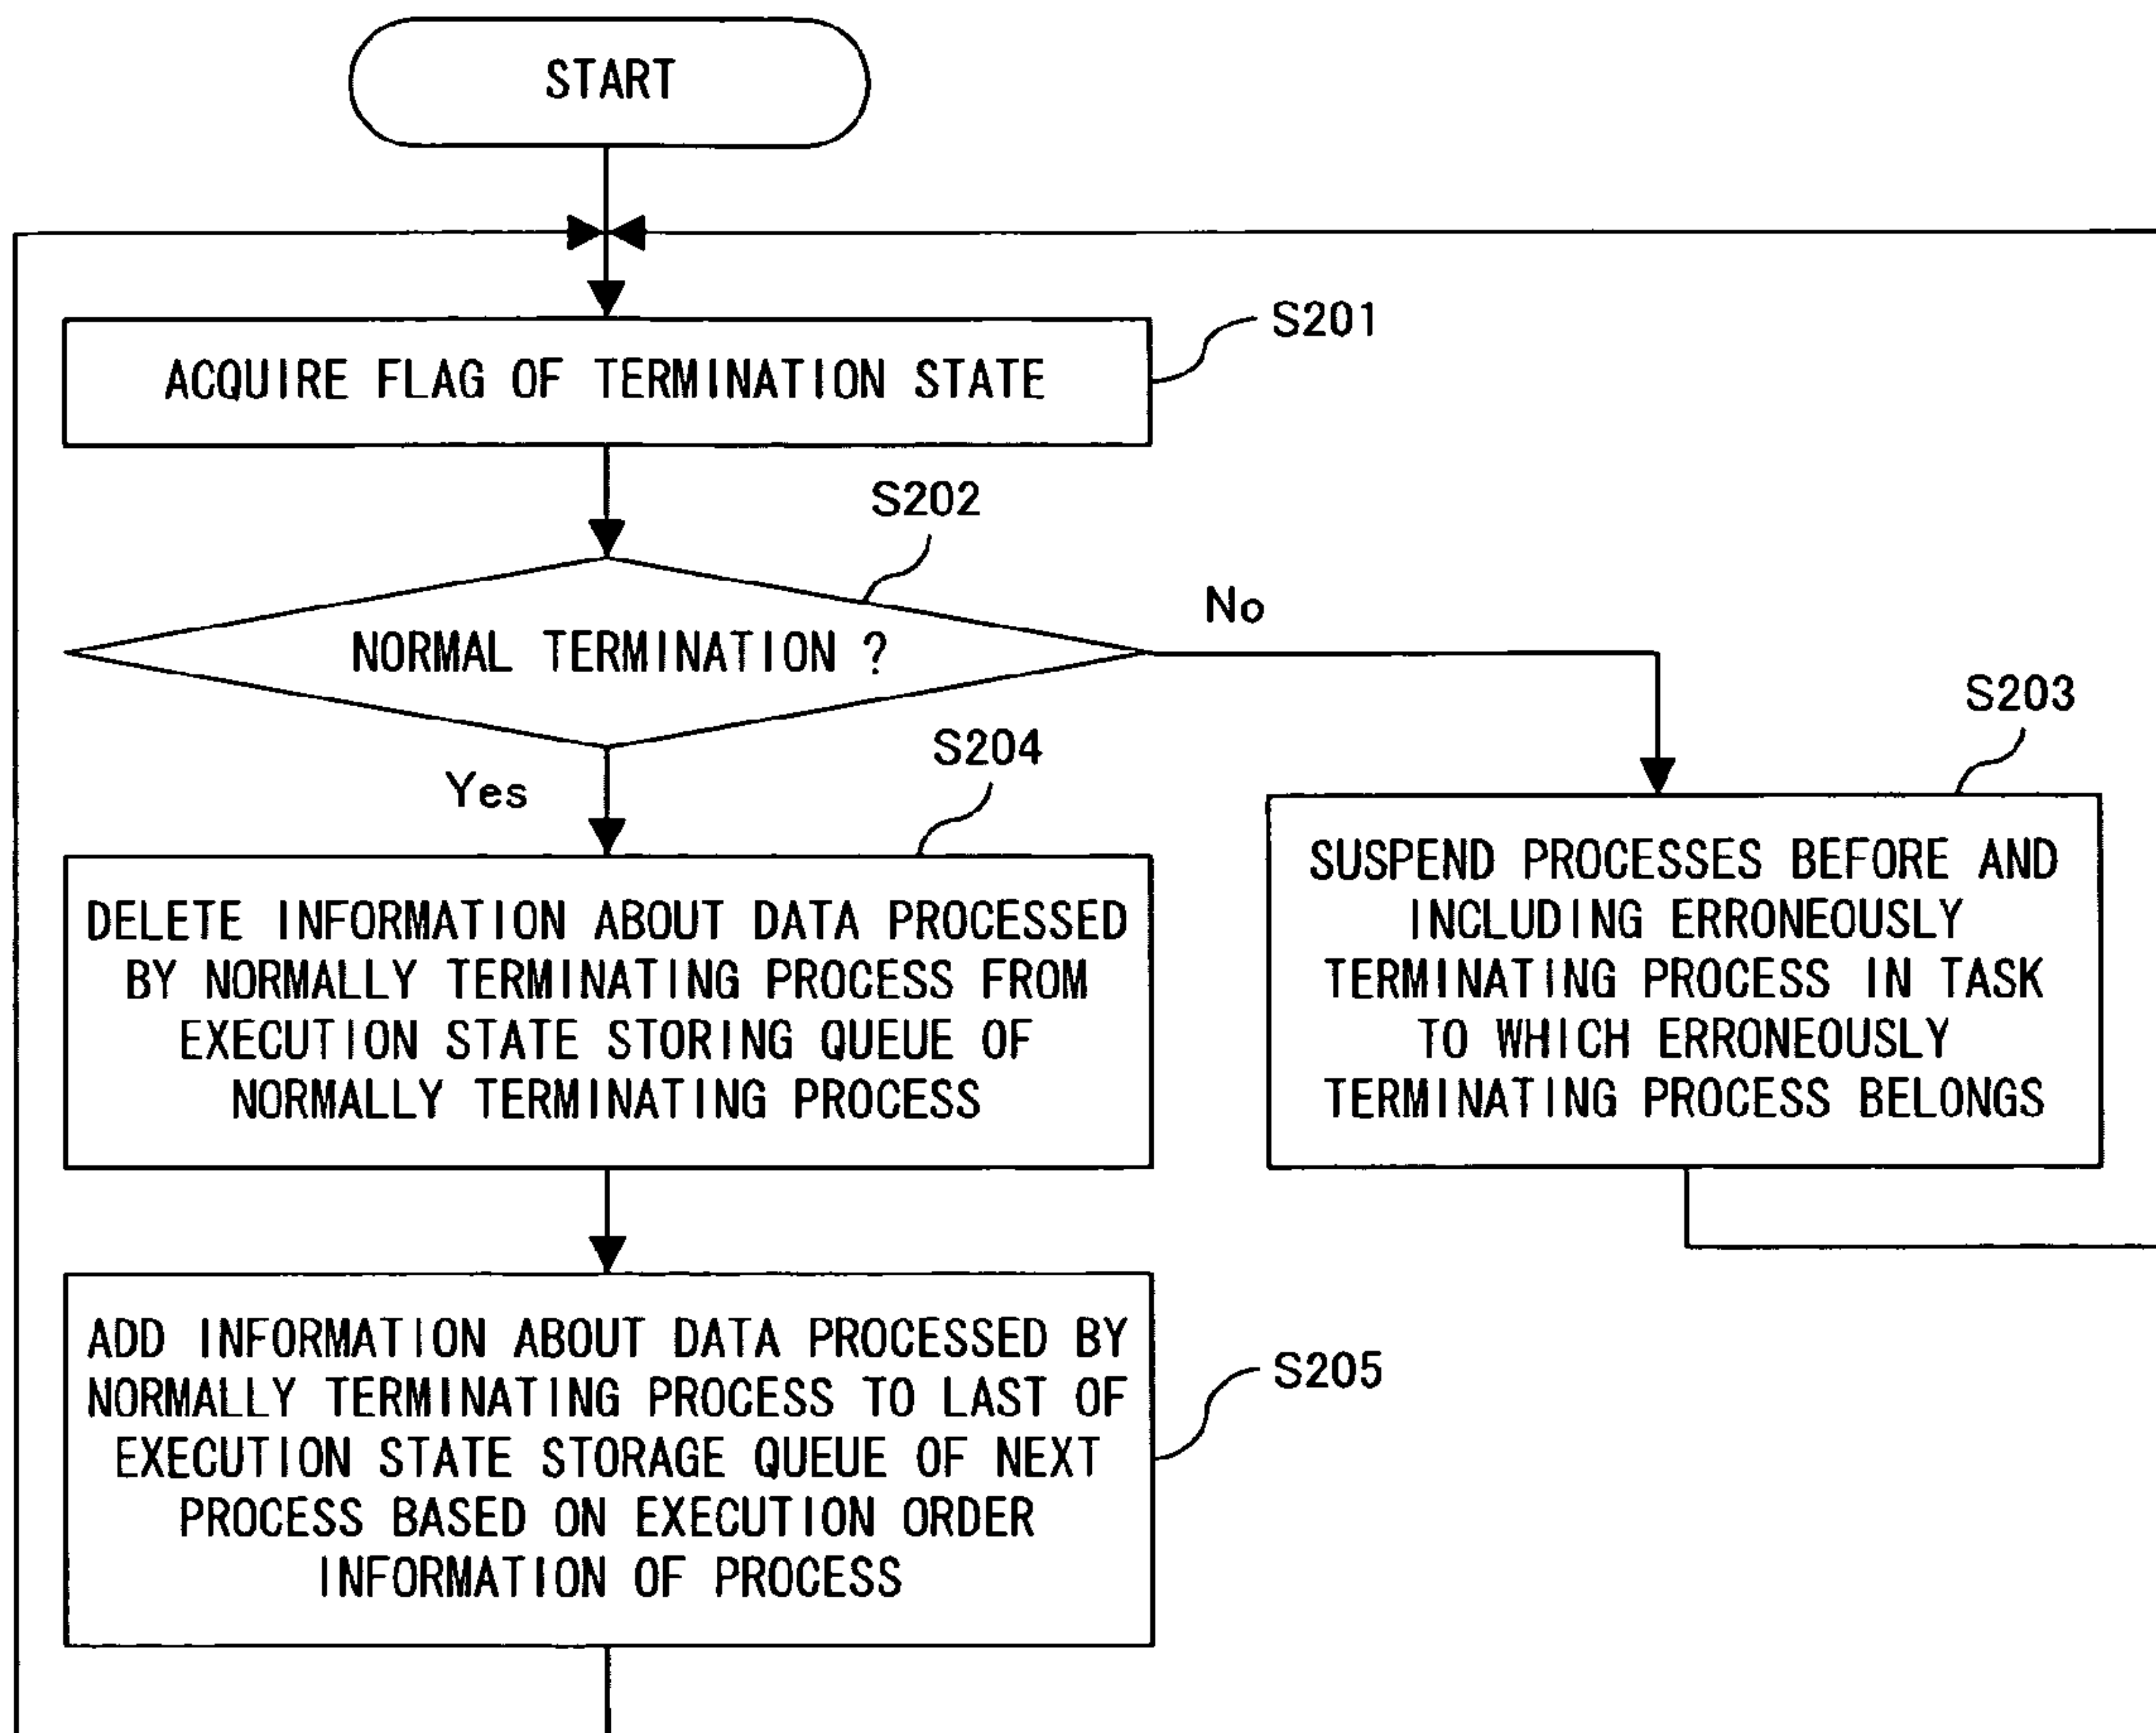 START
S201
ACQUIRE FLAG OF TERMINATION STATE
S202
NORMAL TERMINATION ?
No
Yes
S203
SUSPEND PROCESSES BEFORE AND
INCLUDING ERRONEOUSLY
TERMINATING PROCESS IN TASK
TO WHICH ERRONEOUSLY
TERMINATING PROCESS BELONGS
S204
DELETE INFORMATION ABOUT DATA PROCESSED
BY NORMALLY TERMINATING PROCESS FROM
EXECUTION STATE STORING QUEUE OF
NORMALLY TERMINATING PROCESS
S205
ADD INFORMATION ABOUT DATA PROCESSED BY
NORMALLY TERMINATING PROCESS TO LAST OF
EXECUTION STATE STORAGE QUEUE OF NEXT
PROCESS BASED ON EXECUTION ORDER
INFORMATION OF PROCESS